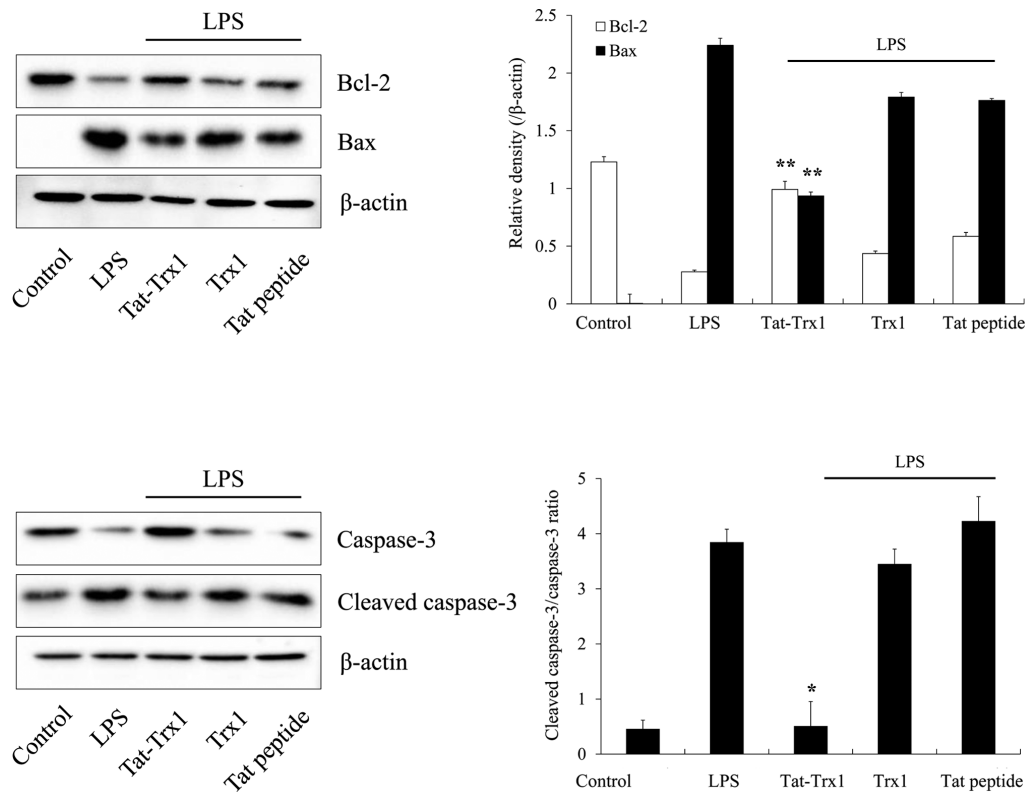 LPS
Bcl-2
Bax
β-actin
Control
LPS
Tat-Trx1
Trx1
Tat peptide
2.5
2
1.5
1
0.5
0
Relative density (/β-actin)
Bcl-2
Bax
LPS
**
**
Control
LPS
Tat-Trx1
Trx1
Tat peptide
LPS
Caspase-3
Cleaved caspase-3
β-actin
Control
LPS
Tat-Trx1
Trx1
Tat peptide
5
4
3
2
1
0
Cleaved caspase-3/caspase-3 ratio
LPS
*
Control
LPS
Tat-Trx1
Trx1
Tat peptide